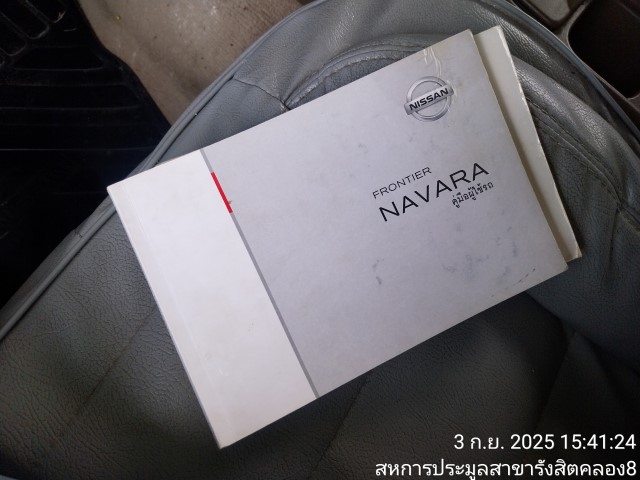 NISSAN
FRONTIER
NAVARA
คู่มือผู้ใช้รถ
3 ก.ย. 2025 15:41:24
สหการประมูลสาขารังสิตคลอง8